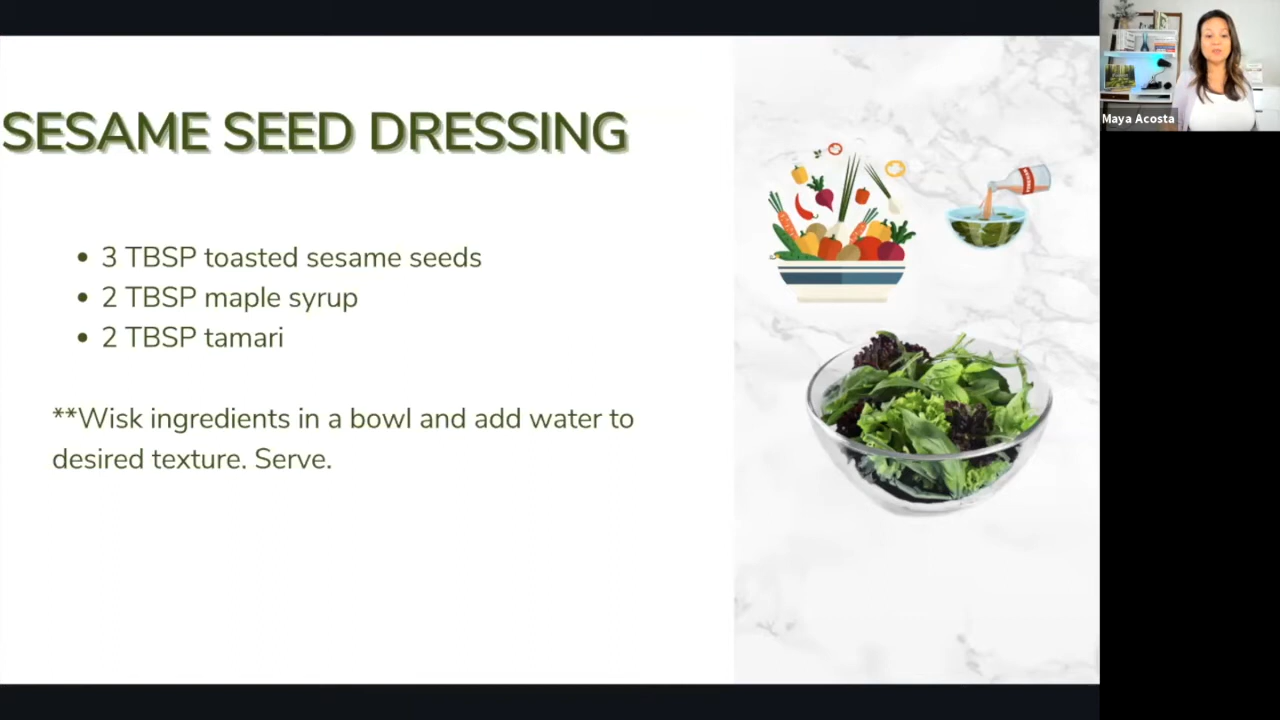 SESAME SEED DRESSING
• 3 TBSP toasted sesame seeds
• 2 TBSP maple syrup
• 2 TBSP tamari
**Wisk ingredients in a bowl and add water to
desired texture. Serve.
Maya Acosta